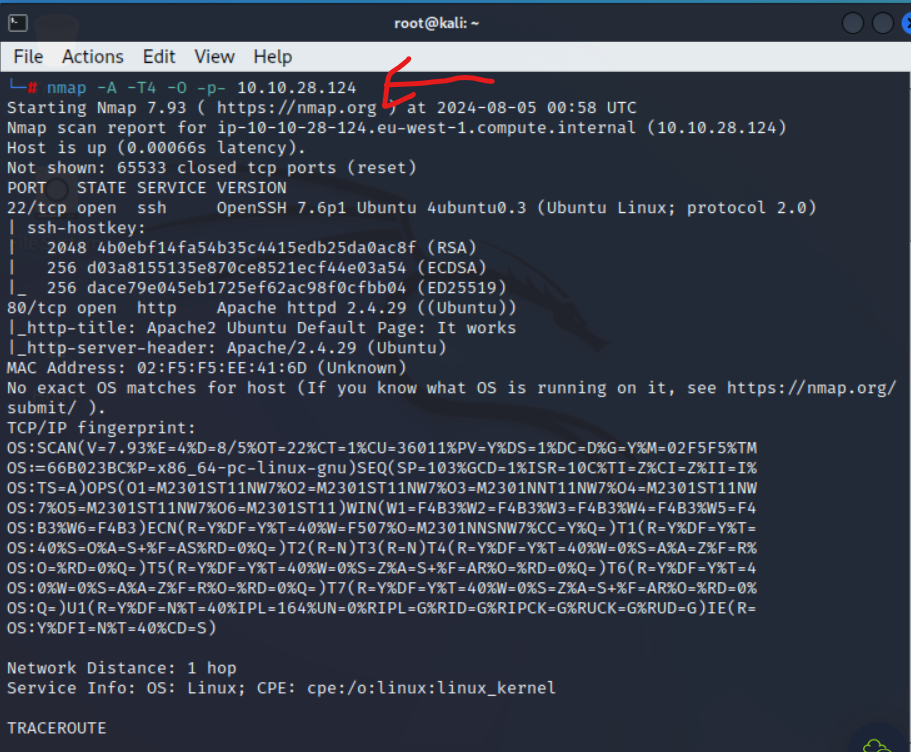 root@kali: ~
File Actions Edit View Help
└─# nmap -A -T4 -O -p- 10.10.28.124
Starting Nmap 7.93 ( https://nmap.org ) at 2024-08-05 00:58 UTC
Nmap scan report for ip-10-10-28-124.eu-west-1.compute.internal (10.10.28.124)
Host is up (0.00066s latency).
Not shown: 65533 closed tcp ports (reset)
PORT   STATE SERVICE VERSION
22/tcp open  ssh     OpenSSH 7.6p1 Ubuntu 4ubuntu0.3 (Ubuntu Linux; protocol 2.0)
| ssh-hostkey:
|   2048 4b0ebf14fa54b35c4415edb25da0ac8f (RSA)
|   256 d03a8155135e870ce8521ecf44e03a54 (ECDSA)
|_  256 dace79e045eb1725ef62ac98f0cfbb04 (ED25519)
80/tcp open  http    Apache httpd 2.4.29 ((Ubuntu))
|_http-title: Apache2 Ubuntu Default Page: It works
|_http-server-header: Apache/2.4.29 (Ubuntu)
MAC Address: 02:F5:F5:EE:41:6D (Unknown)
No exact OS matches for host (If you know what OS is running on it, see https://nmap.org/
submit/ ).
TCP/IP fingerprint:
OS:SCAN(V=7.93%E=4%D=8/5%OT=22%CT=1%CU=36011%PV=Y%DS=1%DC=D%G=Y%M=02F5F5%TM
OS:=66B023BC%P=x86_64-pc-linux-gnu)SEQ(SP=103%GCD=1%ISR=10C%TI=Z%CI=Z%II=I%
OS:TS=A)OPS(O1=M2301ST11NW7%O2=M2301ST11NW7%O3=M2301NNT11NW7%O4=M2301ST11NW
OS:7%O5=M2301ST11NW7%O6=M2301ST11)WIN(W1=F4B3%W2=F4B3%W3=F4B3%W4=F4B3%W5=F4
OS:B3%W6=F4B3)ECN(R=Y%DF=Y%T=40%W=F507%O=M2301NNSNW7%CC=Y%Q=)T1(R=Y%DF=Y%T=
OS:40%S=O%A=S+%F=AS%RD=0%Q=)T2(R=N)T3(R=N)T4(R=Y%DF=Y%T=40%W=0%S=A%A=Z%F=R%
OS:O=%RD=0%Q=)T5(R=Y%DF=Y%T=40%W=0%S=Z%A=S+%F=AR%O=%RD=0%Q=)T6(R=Y%DF=Y%T=4
OS:0%W=0%S=A%A=Z%F=R%O=%RD=0%Q=)T7(R=Y%DF=Y%T=40%W=0%S=Z%A=S+%F=AR%O=%RD=0%
OS:Q=)U1(R=Y%DF=N%T=40%IPL=164%UN=0%RIPL=G%RID=G%RIPCK=G%RUCK=G%RUD=G)IE(R=
OS:Y%DFI=N%T=40%CD=S)
Network Distance: 1 hop
Service Info: OS: Linux; CPE: cpe:/o:linux:linux_kernel
TRACEROUTE